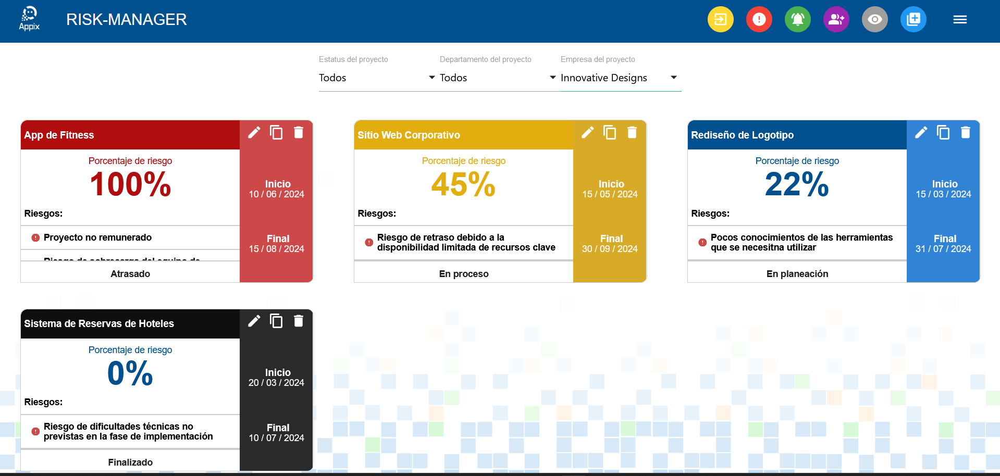 Appix
RISK-MANAGER
Estatus del proyecto
Departamento del proyecto
Empresa del proyecto
Todos
Todos
Innovative Designs
App de Fitness
Porcentaje de riesgo
100%
Riesgos:
Proyecto no remunerado
Riesgo de sobrecarga del equipo de
Atrasado
Inicio
10 / 06 / 2024
Final
15 / 08 / 2024
Sitio Web Corporativo
Porcentaje de riesgo
45%
Riesgos:
Riesgo de retraso debido a la
disponibilidad limitada de recursos clave
En proceso
Inicio
15 / 05 / 2024
Final
30 / 09 / 2024
Rediseño de Logotipo
Porcentaje de riesgo
22%
Riesgos:
Pocos conocimientos de las herramientas
que se necesitna utilizar
En planeación
Inicio
15 / 03 / 2024
Final
31 / 07 / 2024
Sistema de Reservas de Hoteles
Porcentaje de riesgo
0%
Riesgos:
Riesgo de dificultades técnicas no
previstas en la fase de implementación
Finalizado
Inicio
20 / 03 / 2024
Final
10 / 07 / 2024